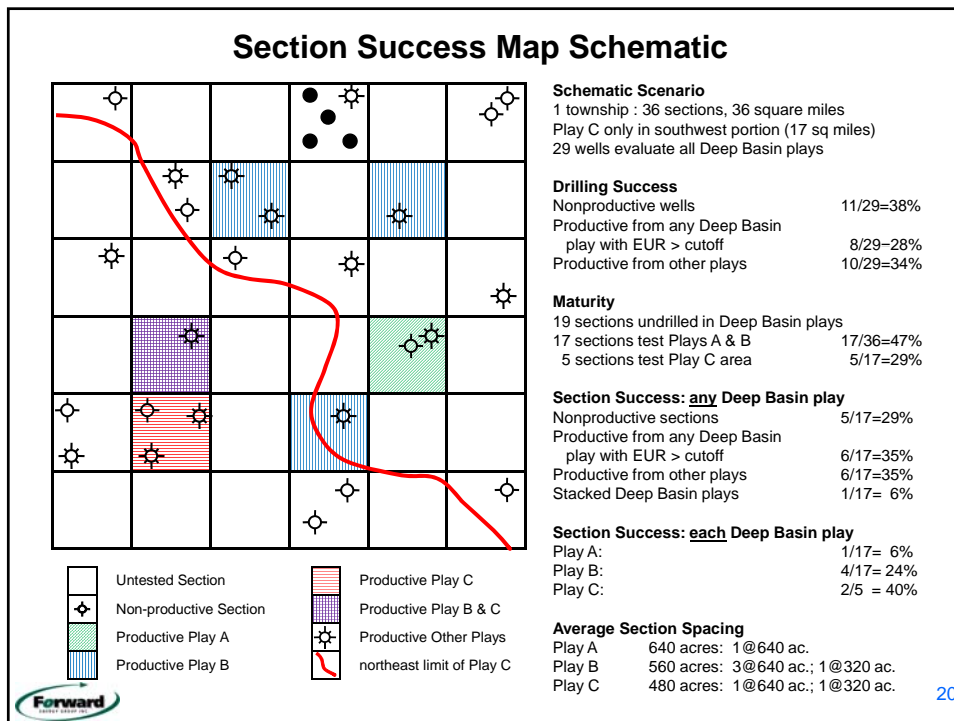 Section Success Map Schematic
Schematic Scenario
1 township : 36 sections, 36 square miles
Play C only in southwest portion (17 sq miles)
29 wells evaluate all Deep Basin plays
Drilling Success
Nonproductive wells 11/29=38%
Productive from any Deep Basin
play with EUR > cutoff 8/29−28%
Productive from other plays 10/29=34%
Maturity
19 sections undrilled in Deep Basin plays
17 sections test Plays A & B 17/36=47%
5 sections test Play C area 5/17=29%
Section Success: any Deep Basin play
Nonproductive sections 5/17=29%
Productive from any Deep Basin
play with EUR > cutoff 6/17=35%
Productive from other plays 6/17=35%
Stacked Deep Basin plays 1/17= 6%
Section Success: each Deep Basin play
Play A: 1/17= 6%
Play B: 4/17= 24%
Play C: 2/5 = 40%
Average Section Spacing
Play A 640 acres: 1@640 ac.
Play B 560 acres: 3@640 ac.; 1@320 ac.
Play C 480 acres: 1@640 ac.; 1@320 ac.
Untested Section
Non-productive Section
Productive Play A
Productive Play B
Productive Play C
Productive Play B & C
Productive Other Plays
northeast limit of Play C
Forward
ENERGY GROUP INC.
20